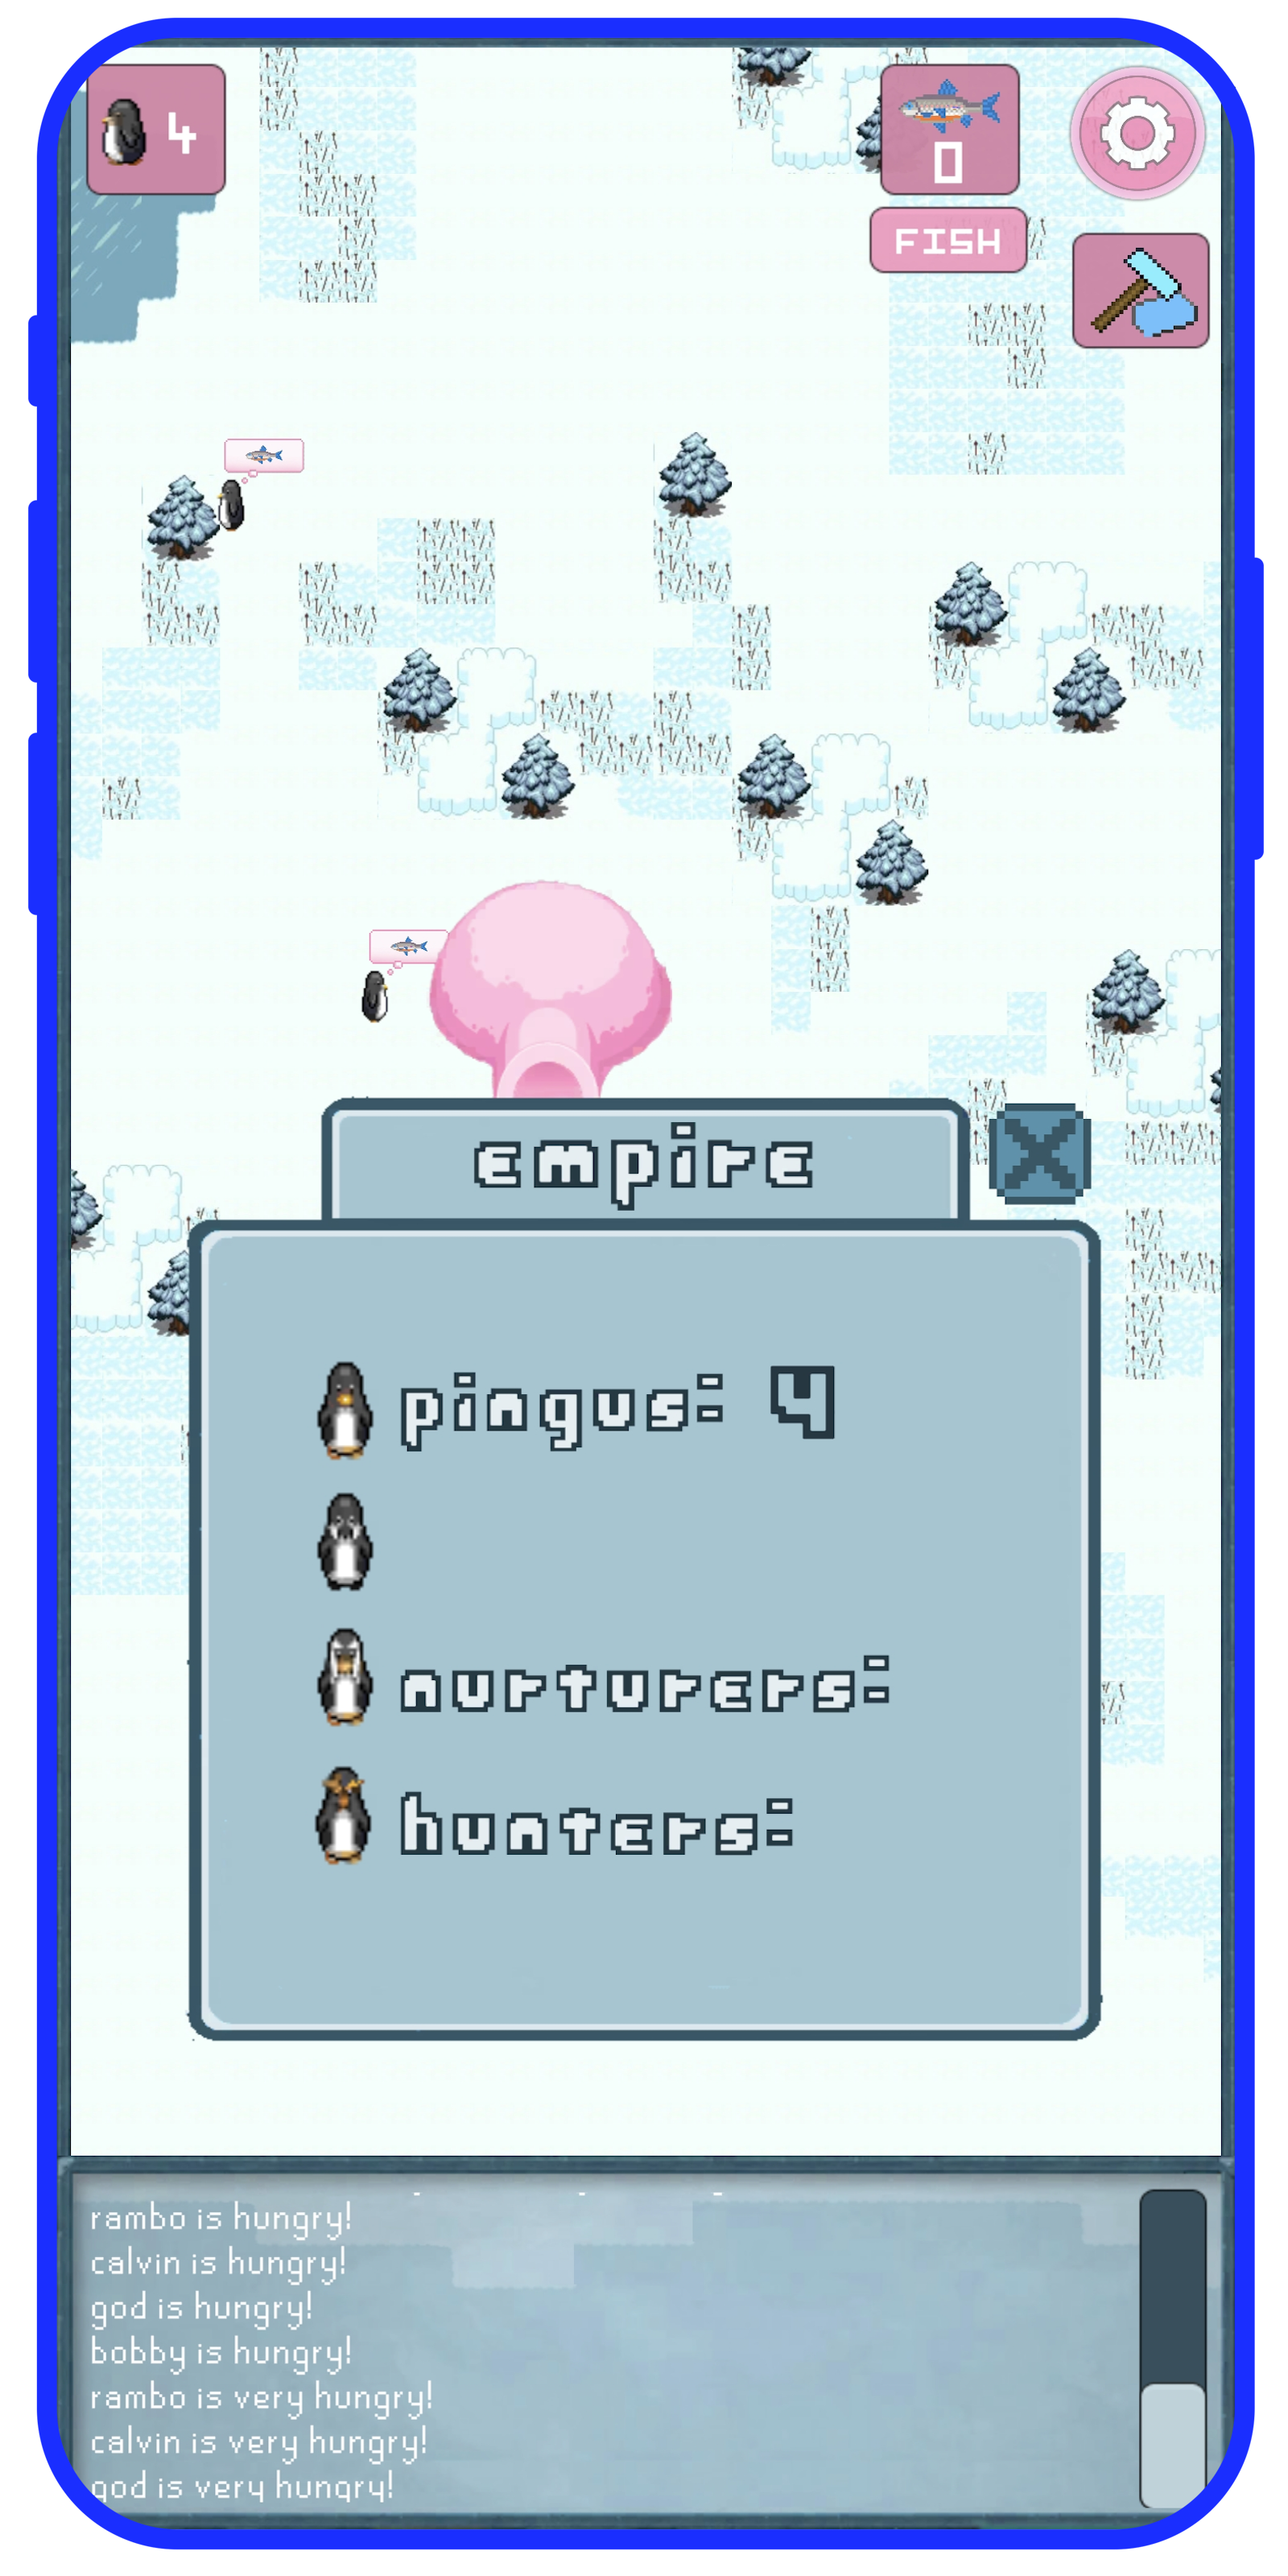 4
0
FISH
empire
pingus: 4
nurturers:
hunters:
rambo is hungry!
calvin is hungry!
god is hungry!
bobby is hungry!
rambo is very hungry!
calvin is very hungry!
god is very hungry!